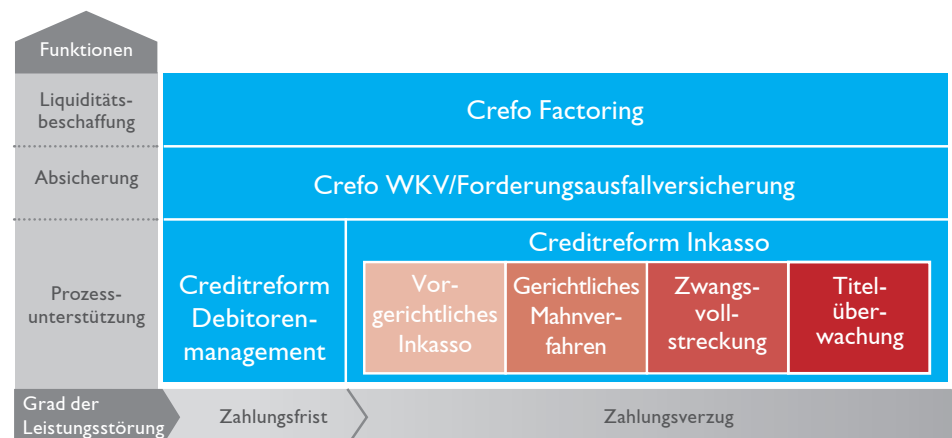 Funktionen
Liquiditäts-
beschaffung
Crefo Factoring
Absicherung
Crefo WKV/Forderungsausfallversicherung
Prozess-
unterstützung
Creditreform
Debitoren-
management
Creditreform Inkasso
Vor-
gerichtliches
Inkasso
Gerichtliches
Mahnver-
fahren
Zwangs-
voll-
streckung
Titel-
über-
wachung
Grad der
Leistungsstörung
Zahlungsfrist
Zahlungsverzug